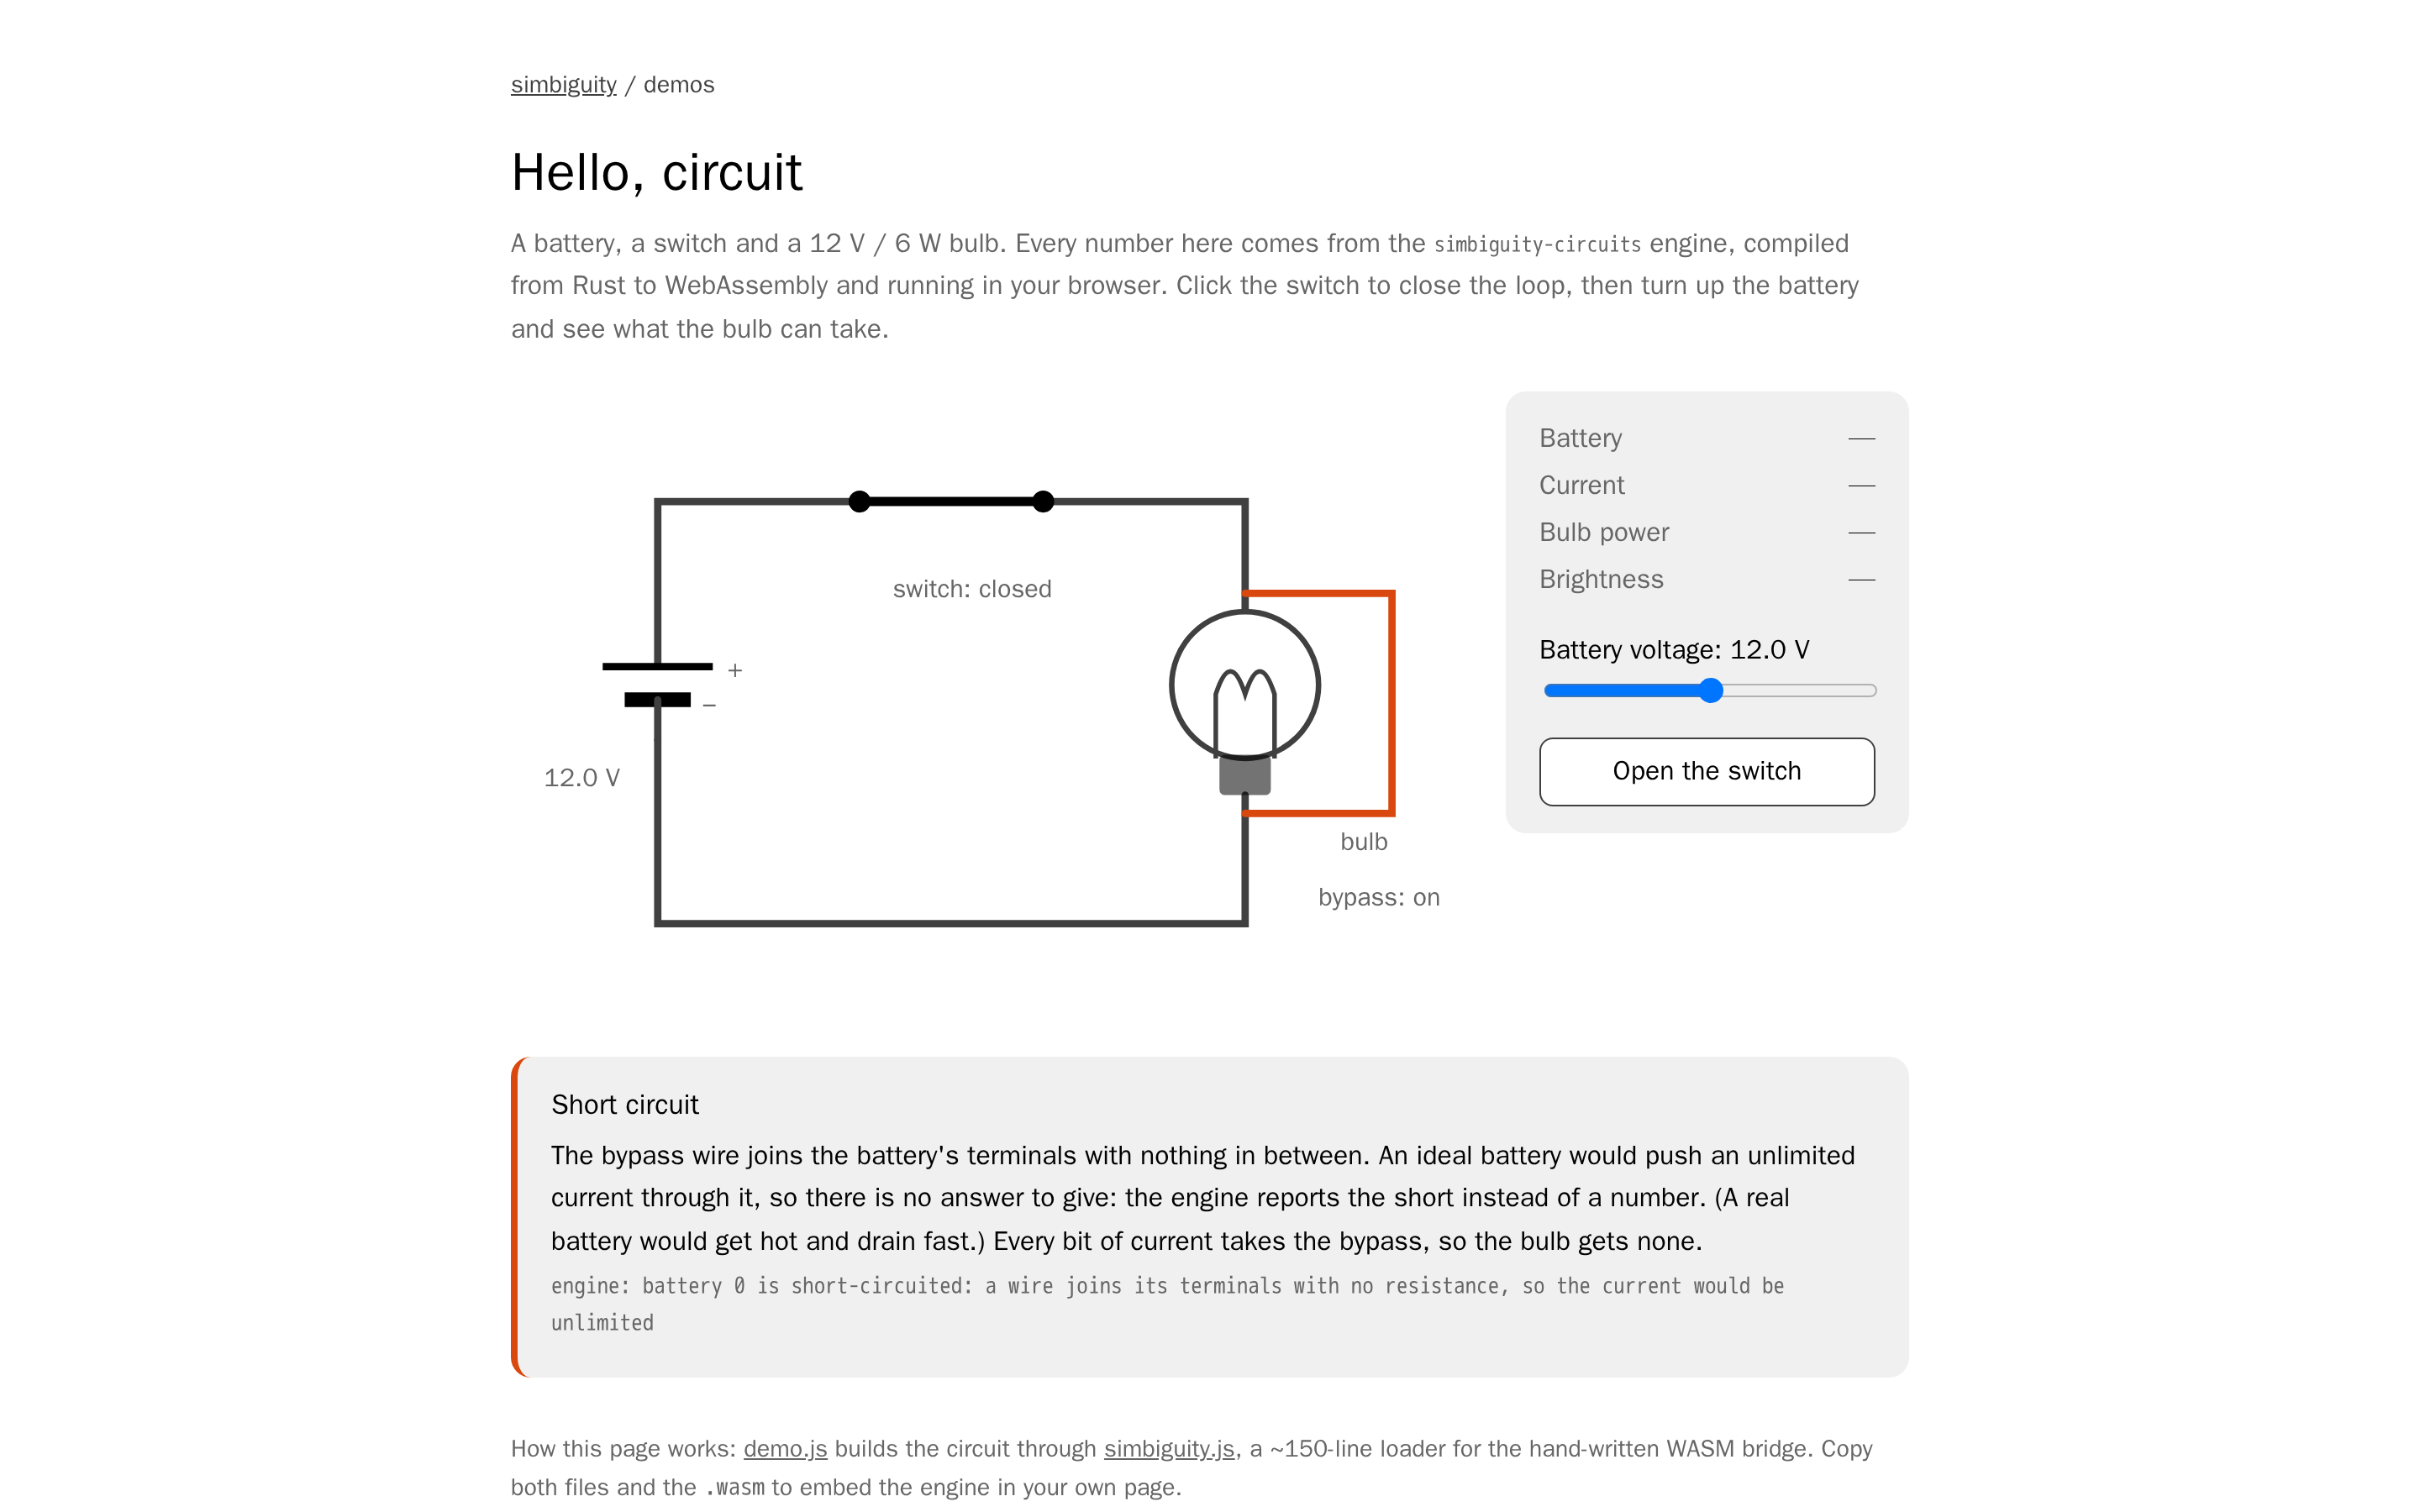 simbiguity / demos
Hello, circuit
A battery, a switch and a 12 V / 6 W bulb. Every number here comes from the simbiguity-circuits engine, compiled
from Rust to WebAssembly and running in your browser. Click the switch to close the loop, then turn up the battery
and see what the bulb can take.
switch: closed
+
−
12.0 V
bulb
bypass: on
Battery —
Current —
Bulb power —
Brightness —
Battery voltage: 12.0 V
Open the switch
Short circuit
The bypass wire joins the battery's terminals with nothing in between. An ideal battery would push an unlimited
current through it, so there is no answer to give: the engine reports the short instead of a number. (A real
battery would get hot and drain fast.) Every bit of current takes the bypass, so the bulb gets none.
engine: battery 0 is short-circuited: a wire joins its terminals with no resistance, so the current would be
unlimited
How this page works: demo.js builds the circuit through simbiguity.js, a ~150-line loader for the hand-written WASM bridge. Copy
both files and the .wasm to embed the engine in your own page.